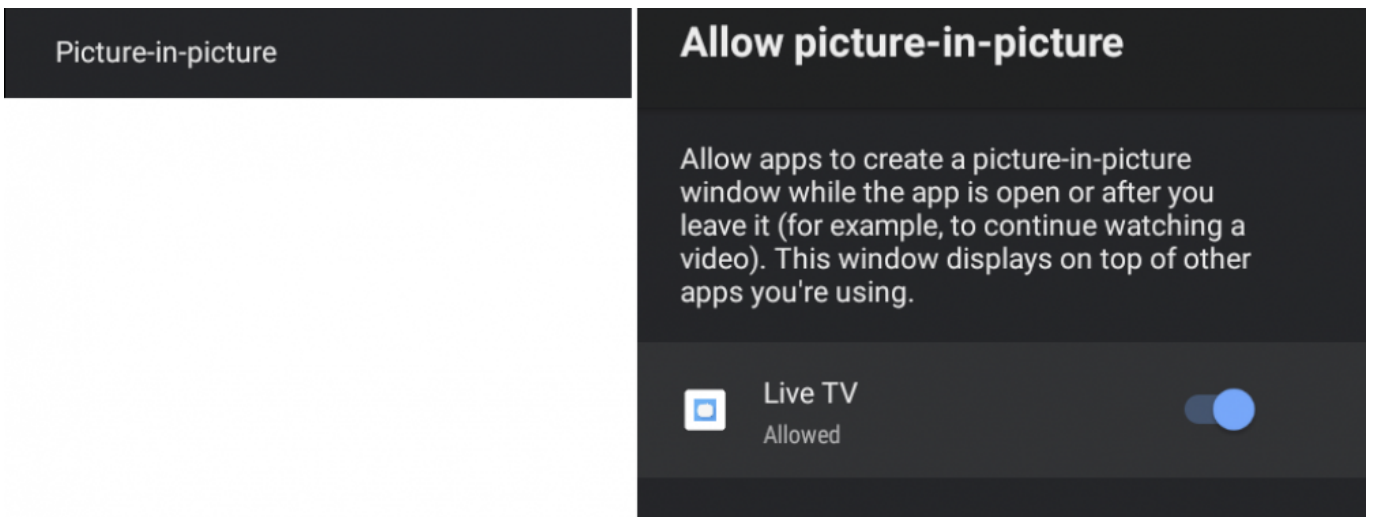 Picture-in-picture
Allow picture-in-picture
Allow apps to create a picture-in-picture
window while the app is open or after you
leave it (for example, to continue watching a
video). This window displays on top of other
apps you're using.
Live TV
Allowed